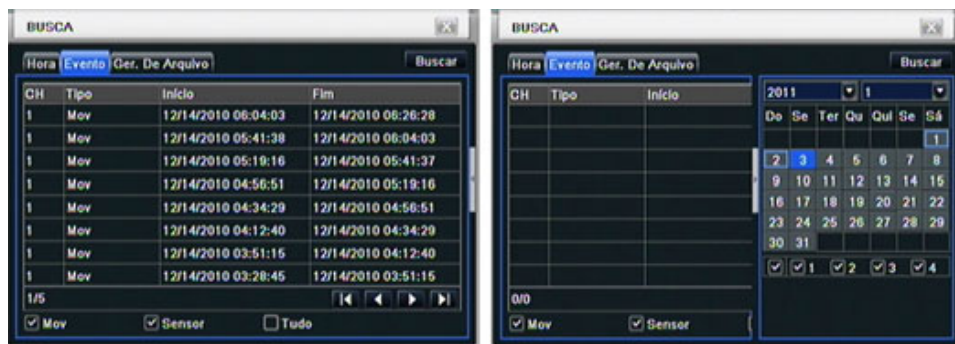 BUSCA
Hora Evento Ger. De Arquivo Buscar
CH Tipo Início Fim
1 Mov 12/14/2010 06:04:03 12/14/2010 06:26:28
1 Mov 12/14/2010 05:41:38 12/14/2010 06:04:03
1 Mov 12/14/2010 05:19:16 12/14/2010 05:41:37
1 Mov 12/14/2010 04:56:51 12/14/2010 05:19:16
1 Mov 12/14/2010 04:34:29 12/14/2010 04:56:51
1 Mov 12/14/2010 04:12:40 12/14/2010 04:34:29
1 Mov 12/14/2010 03:51:15 12/14/2010 04:12:40
1 Mov 12/14/2010 03:28:45 12/14/2010 03:51:15
1/5
Mov Sensor Tudo
BUSCA
Hora Evento Ger. De Arquivo Buscar
CH Tipo Início
0/0
Mov Sensor
2011 1
Do Se Ter Qu Qui Se Sá
1
2 3 4 5 6 7 8
9 10 11 12 13 14 15
16 17 18 19 20 21 22
23 24 25 26 27 28 29
30 31
1 2 3 4